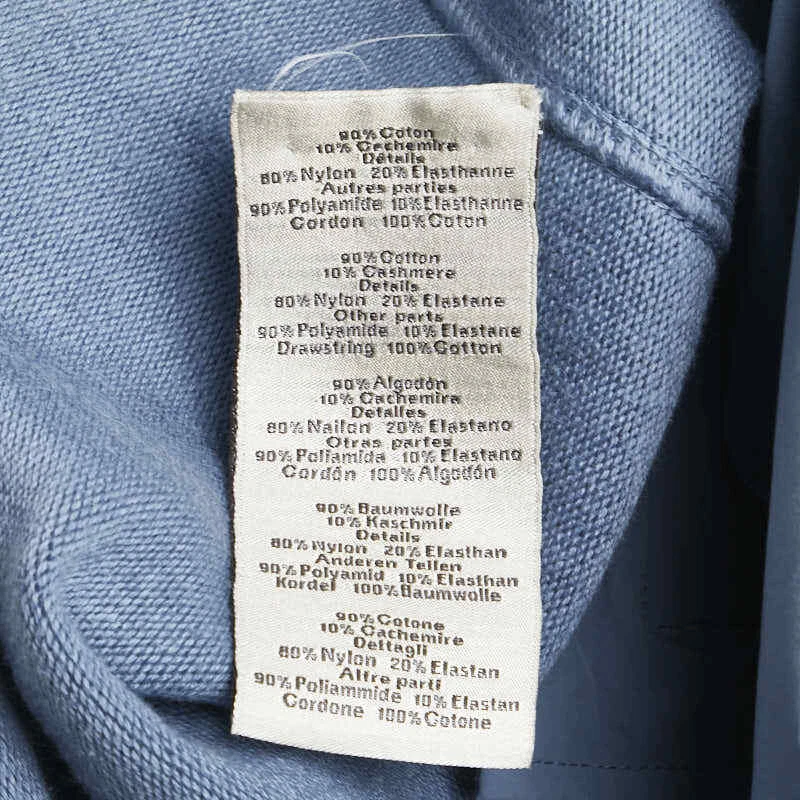 90% Coton
10% Cachemire
Détails
80% Nylon 20% Elasthanne
Autres parties
90% Polyamide 10% Elasthanne
Cordon 100% Coton
90% Cotton
10% Cashmere
Details
80% Nylon 20% Elastane
Other parts
90% Polyamide 10% Elastane
Drawstring 100% Cotton
90% Algodón
10% Cachemira
Detalles
80% Nailon 20% Elastano
Otras partes
90% Poliamida 10% Elastano
Cordón 100% Algodón
90% Baumwolle
10% Kaschmir
Details
80% Nylon 20% Elasthan
Anderen Teilen
90% Polyamid 10% Elasthan
Kordel 100% Baumwolle
90% Cotone
10% Cachemire
Dettagli
80% Nylon 20% Elastan
Altre parti
90% Poliammide 10% Elastan
Cordone 100% Cotone